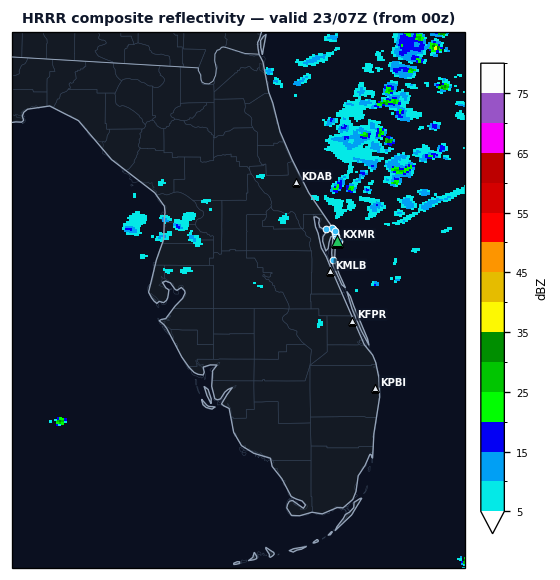 HRRR composite reflectivity — valid 23/07Z (from 00z)
KDAB
KXMR
KMLB
KFPR
KPBI
75
65
55
45
35
25
15
5
dBZ